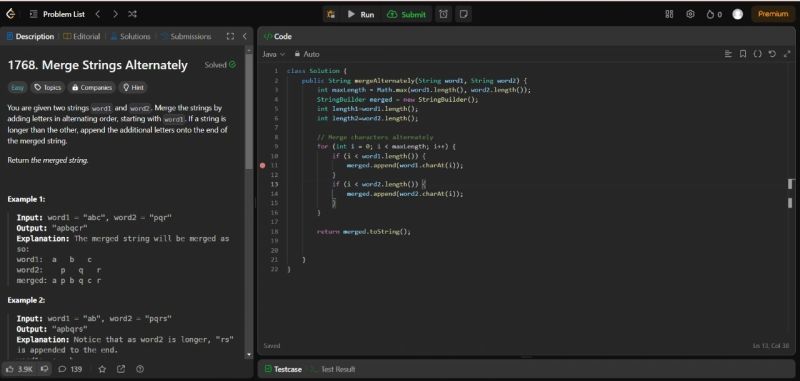 Problem List
Run
Submit
0
Premium
Description
Editorial
Solutions
Submissions
Code
1768. Merge Strings Alternately
Solved
Easy
Topics
Companies
Hint
You are given two strings word1 and word2. Merge the strings by
adding letters in alternating order, starting with word1. If a string is
longer than the other, append the additional letters onto the end of
the merged string.
Return the merged string.
Example 1:
Input: word1 = "abc", word2 = "pqr"
Output: "apbqcr"
Explanation: The merged string will be merged as
so:
word1:  a   b   c
word2:    p   q   r
merged: a p b q c r
Example 2:
Input: word1 = "ab", word2 = "pqrs"
Output: "apbqrs"
Explanation: Notice that as word2 is longer, "rs"
is appended to the end.
3.9K
139
Java
Auto
1 class Solution {
2     public String mergeAlternately(String word1, String word2) {
3         int maxLength = Math.max(word1.length(), word2.length());
4         StringBuilder merged = new StringBuilder();
5         int length1=word1.length();
6         int length2=word2.length();
7
8         // Merge characters alternately
9         for (int i = 0; i < maxLength; i++) {
10             if (i < word1.length()) {
11                 merged.append(word1.charAt(i));
12             }
13             if (i < word2.length()) {
14                 merged.append(word2.charAt(i));
15             }
16         }
17
18         return merged.toString();
19
20
21     }
22 }
Saved
Ln 13, Col 38
Testcase
Test Result